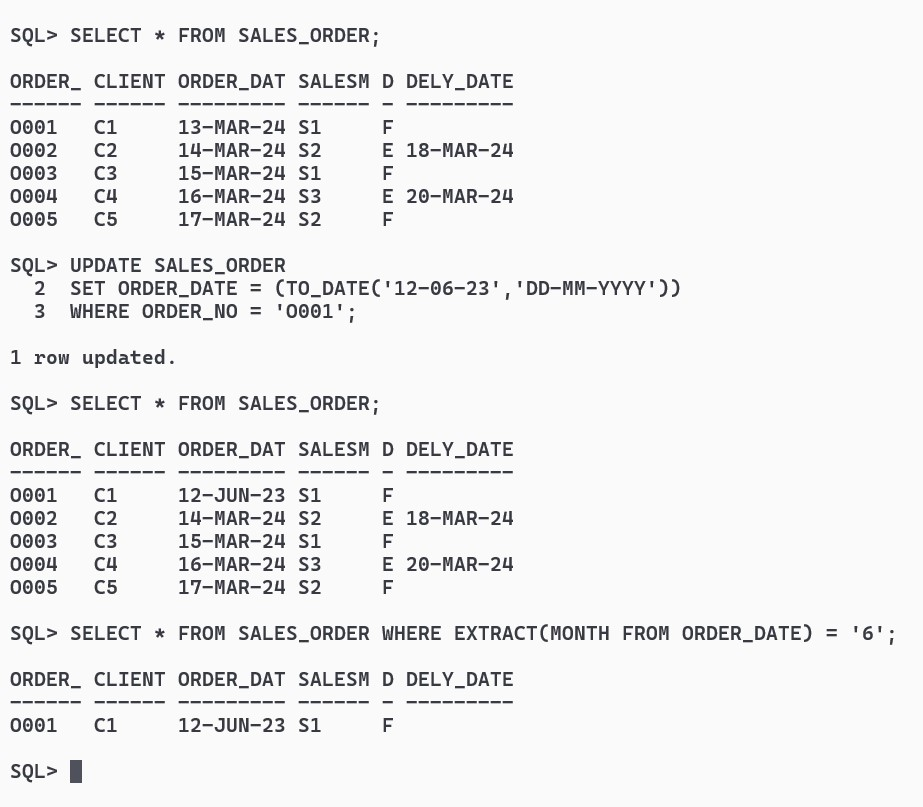 SQL> SELECT * FROM SALES_ORDER;
ORDER_ CLIENT ORDER_DAT SALESM D DELY_DATE
------ ------ --------- ------ - ---------
O001   C1     13-MAR-24 S1     F
O002   C2     14-MAR-24 S2     E 18-MAR-24
O003   C3     15-MAR-24 S1     F
O004   C4     16-MAR-24 S3     E 20-MAR-24
O005   C5     17-MAR-24 S2     F
SQL> UPDATE SALES_ORDER
  2  SET ORDER_DATE = (TO_DATE('12-06-23','DD-MM-YYYY'))
  3  WHERE ORDER_NO = 'O001';
1 row updated.
SQL> SELECT * FROM SALES_ORDER;
ORDER_ CLIENT ORDER_DAT SALESM D DELY_DATE
------ ------ --------- ------ - ---------
O001   C1     12-JUN-23 S1     F
O002   C2     14-MAR-24 S2     E 18-MAR-24
O003   C3     15-MAR-24 S1     F
O004   C4     16-MAR-24 S3     E 20-MAR-24
O005   C5     17-MAR-24 S2     F
SQL> SELECT * FROM SALES_ORDER WHERE EXTRACT(MONTH FROM ORDER_DATE) = '6';
ORDER_ CLIENT ORDER_DAT SALESM D DELY_DATE
------ ------ --------- ------ - ---------
O001   C1     12-JUN-23 S1     F
SQL>